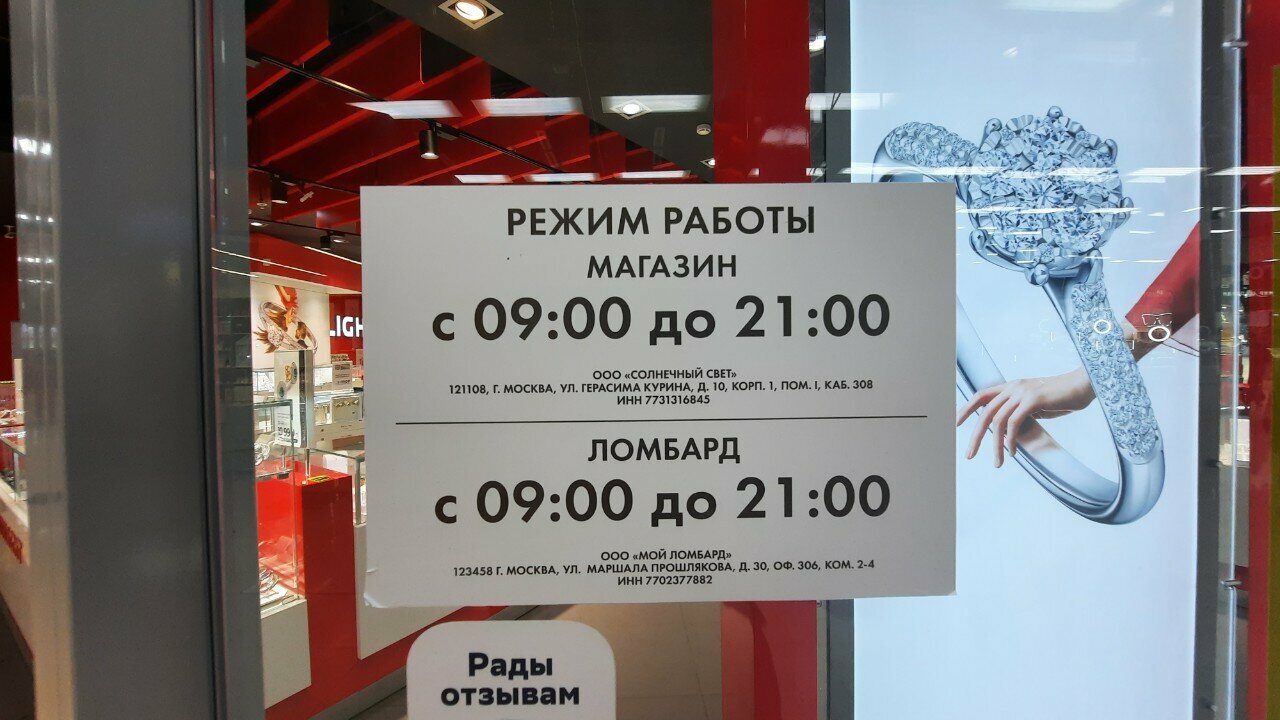 РЕЖИМ РАБОТЫ
МАГАЗИН
с 09:00 до 21:00
ООО «СОЛНЕЧНЫЙ СВЕТ»
121108, Г. МОСКВА, УЛ. ГЕРАСИМА КУРИНА, Д. 10, КОРП. 1, ПОМ. I, КАБ. 308
ИНН 7731316845
ЛОМБАРД
с 09:00 до 21:00
ООО «МОЙ ЛОМБАРД»
123458 Г. МОСКВА, УЛ. МАРШАЛА ПРОШЛЯКОВА, Д. 30, ОФ. 306, КОМ. 2-4
ИНН 7702377882
Рады
отзывам